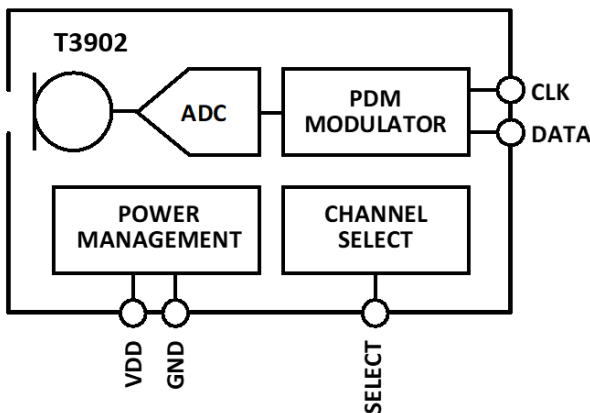 T3902
ADC
PDM
MODULATOR
CLK
DATA
POWER
MANAGEMENT
CHANNEL
SELECT
VDD
GND
SELECT